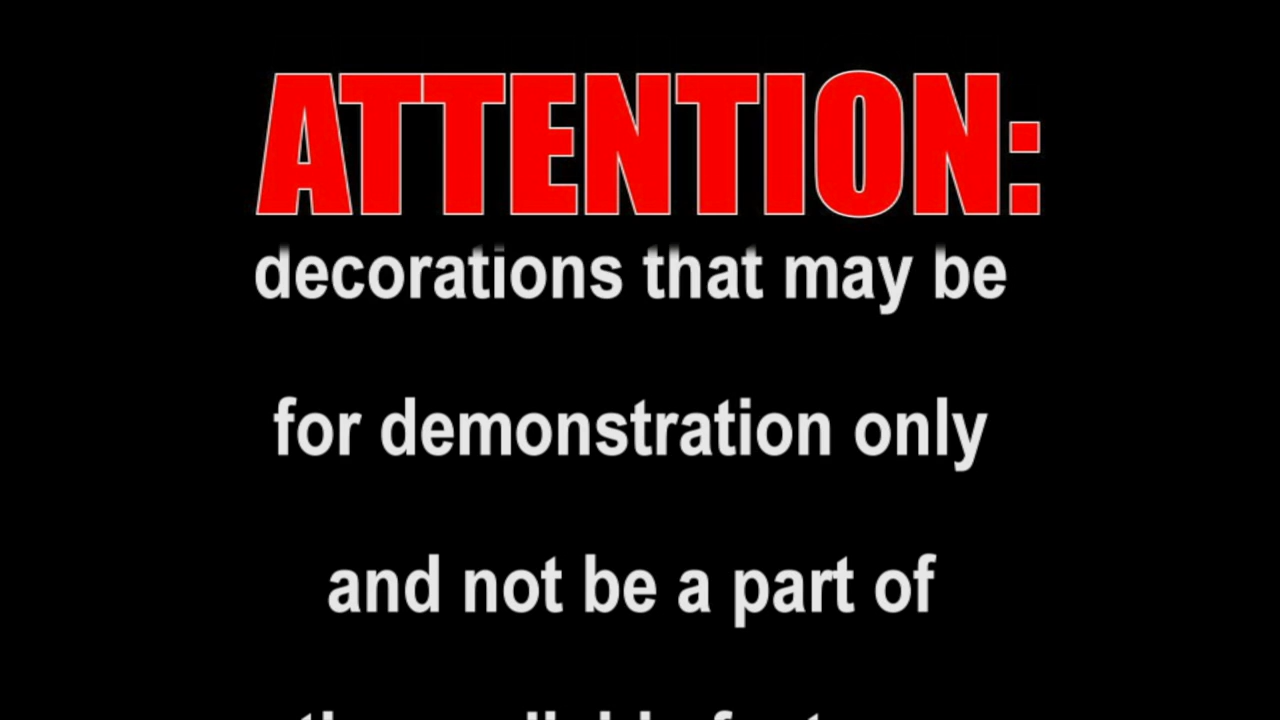 ATTENTION:
decorations that may be
for demonstration only
and not be a part of